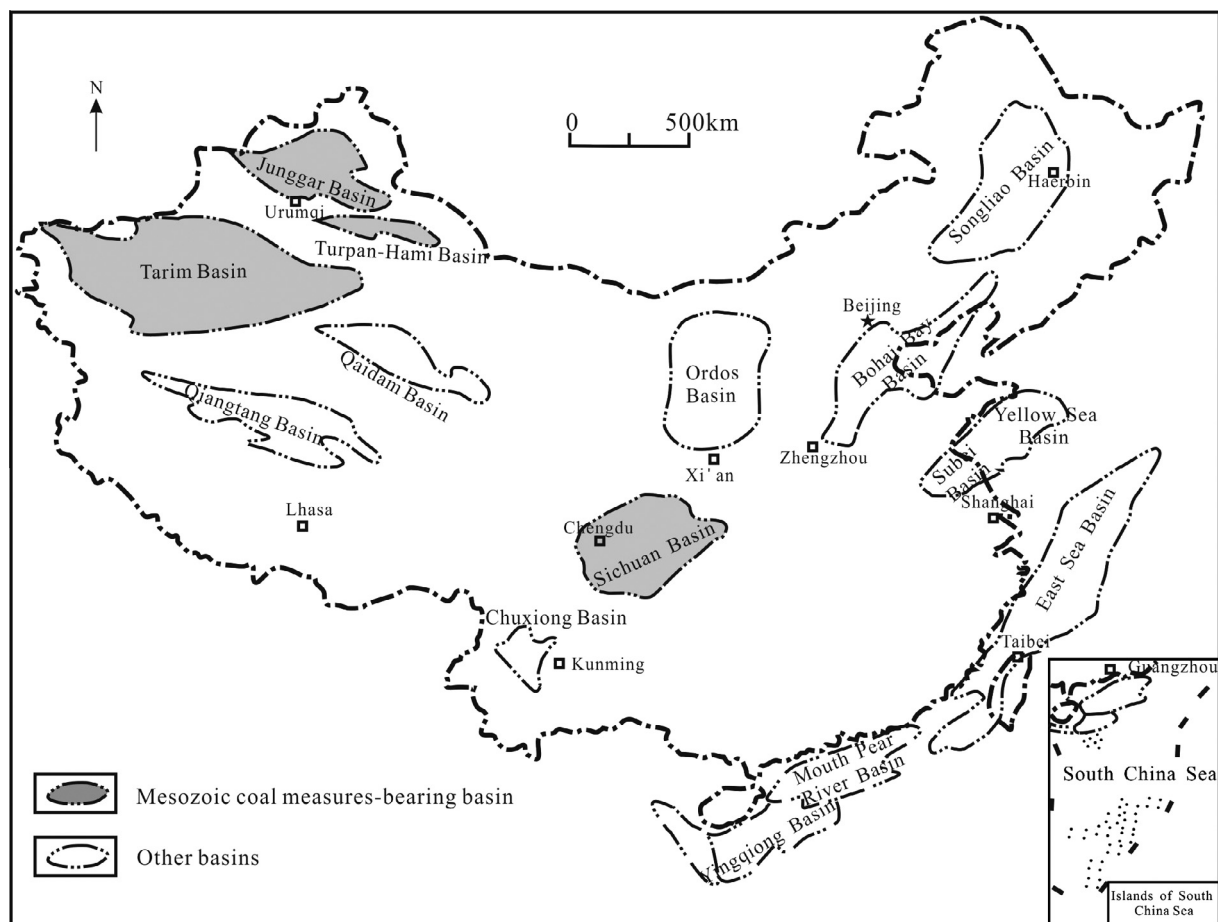 N
0 500km
Junggar Basin
Urumqi
Turpan-Hami Basin
Tarim Basin
Songliao Basin
Haerbin
Beijing
Bohai Bay
Basin
Qaidam Basin
Qiangtang Basin
Ordos
Basin
Xi'an
Zhengzhou
Yellow Sea
Basin
Subei
Basin
Shanghai
Lhasa
Chengdu
Sichuan Basin
East Sea Basin
Chuxiong Basin
Kunming
Taibei
Guangzhou
Mouth Pear
River Basin
Yingqiong Basin
South China Sea
Islands of South
China Sea
Mesozoic coal measures-bearing basin
Other basins